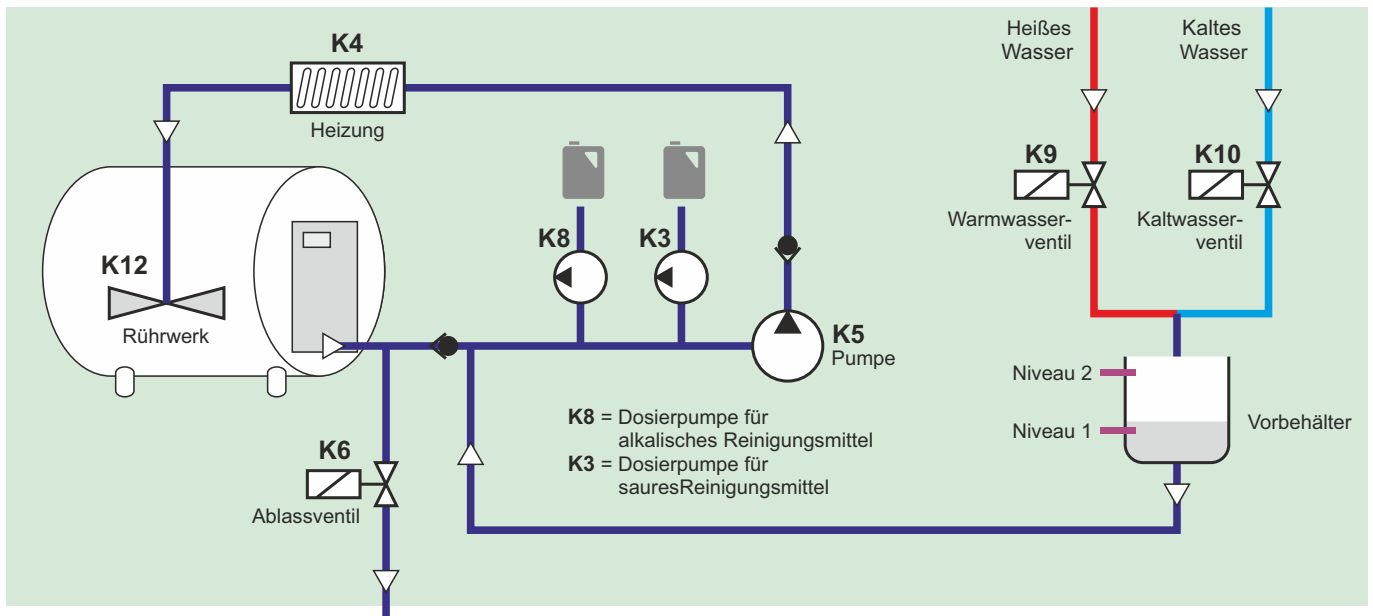 K4
Heizung
Heißes
Wasser
Kaltes
Wasser
K9
Warmwasser-
ventil
K10
Kaltwasser-
ventil
K8
K3
K12
Rührwerk
K5
Pumpe
Niveau 2
Niveau 1
Vorbehälter
K8 = Dosierpumpe für
alkalisches Reinigungsmittel
K3 = Dosierpumpe für
sauresReinigungsmittel
K6
Ablassventil